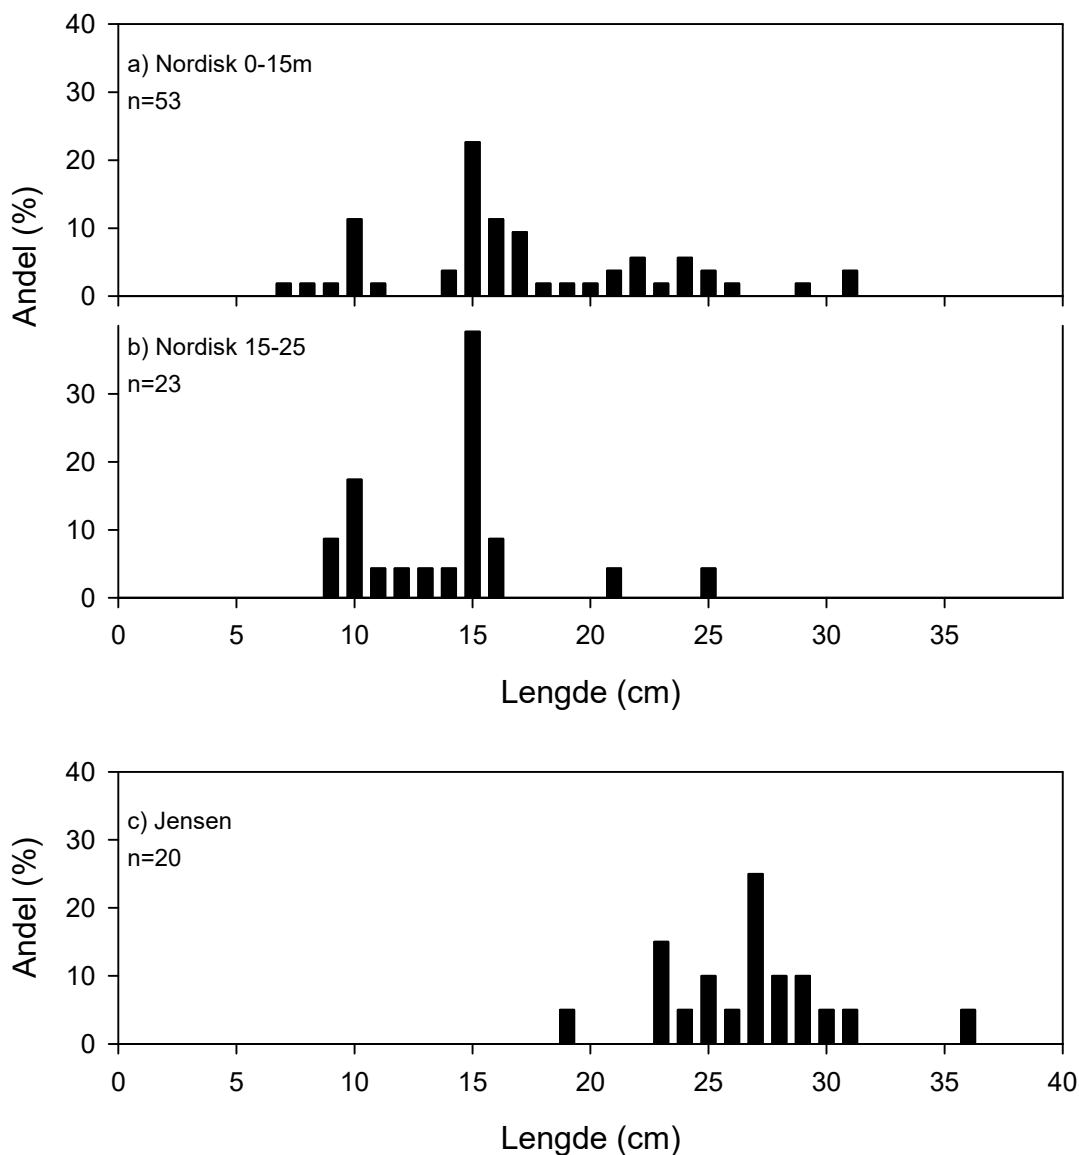 40
a) Nordisk 0-15m
30
n=53
20
10
0
Andel (%)
b) Nordisk 15-25
n=23
30
20
10
0
0 5 10 15 20 25 30 35
Lengde (cm)
40
c) Jensen
30
n=20
20
10
0
Andel (%)
0 5 10 15 20 25 30 35 40
Lengde (cm)